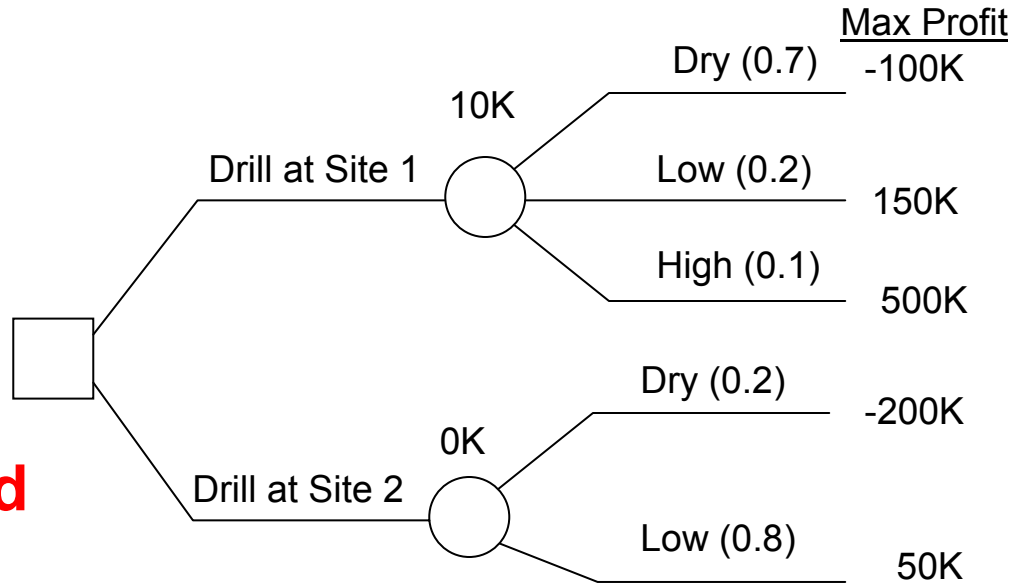 Max Profit
Dry (0.7) -100K
10K
Drill at Site 1 Low (0.2) 150K
High (0.1) 500K
Dry (0.2) -200K
0K
d
Drill at Site 2 Low (0.8) 50K